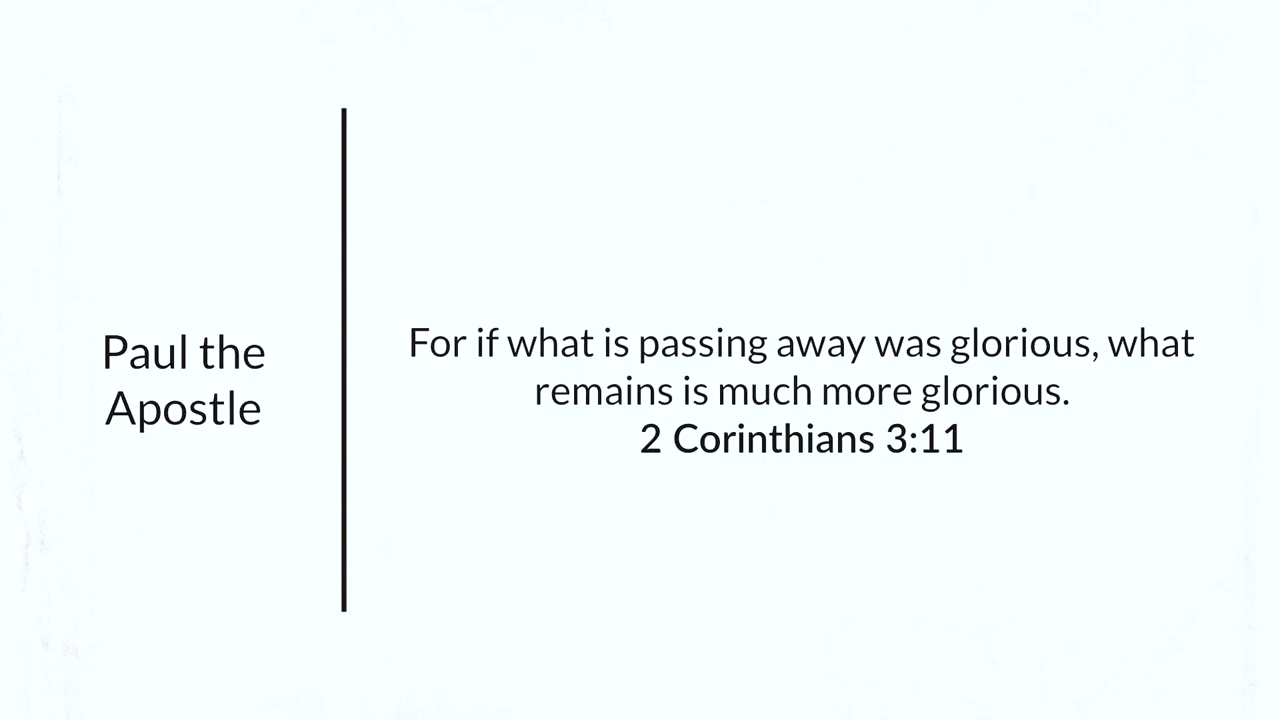 Paul the
Apostle
For if what is passing away was glorious, what
remains is much more glorious.
2 Corinthians 3:11